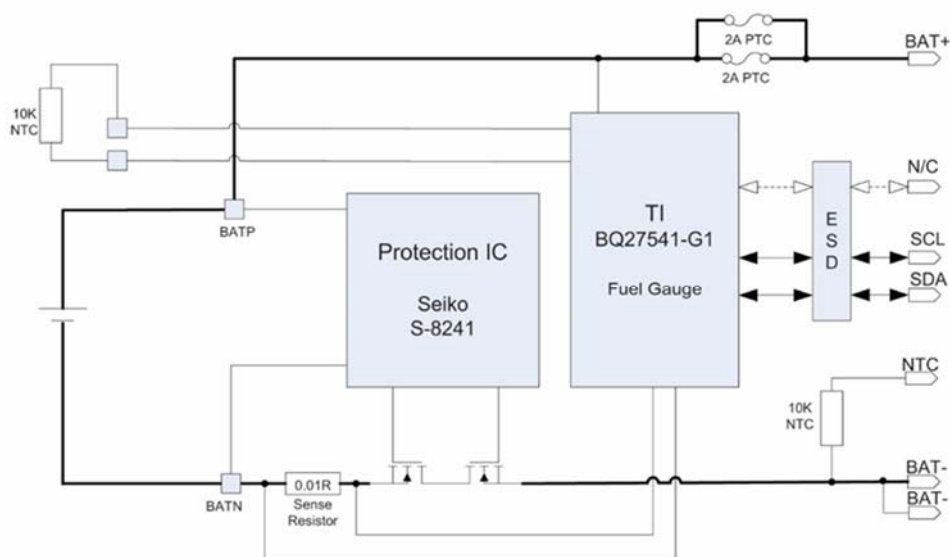 2A PTC
2A PTC
BAT+
10K
NTC
N/C
TI
BQ27541-G1
Fuel Gauge
E
S
D
SCL
SDA
BATP
Protection IC
Seiko
S-8241
NTC
10K
NTC
BATN
0.01R
Sense
Resistor
BAT-
BAT-